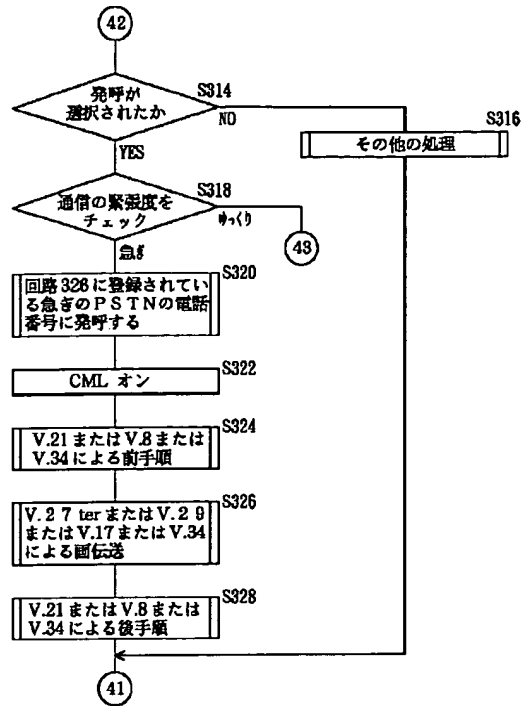 42
発呼が
選択されたか
S314
NO
YES
S316
その他の処理
通信の緊張度を
チェック
S318
ゆっくり
43
急ぎ
S320
回路326に登録されてい
る急ぎのPSTNの電話
番号に発呼する
S322
CML オン
S324
V.21またはV.8または
V.34による前手順
S326
V.27 terまたはV.29
またはV.17またはV.34
による画伝送
S328
V.21またはV.8または
V.34による後手順
41